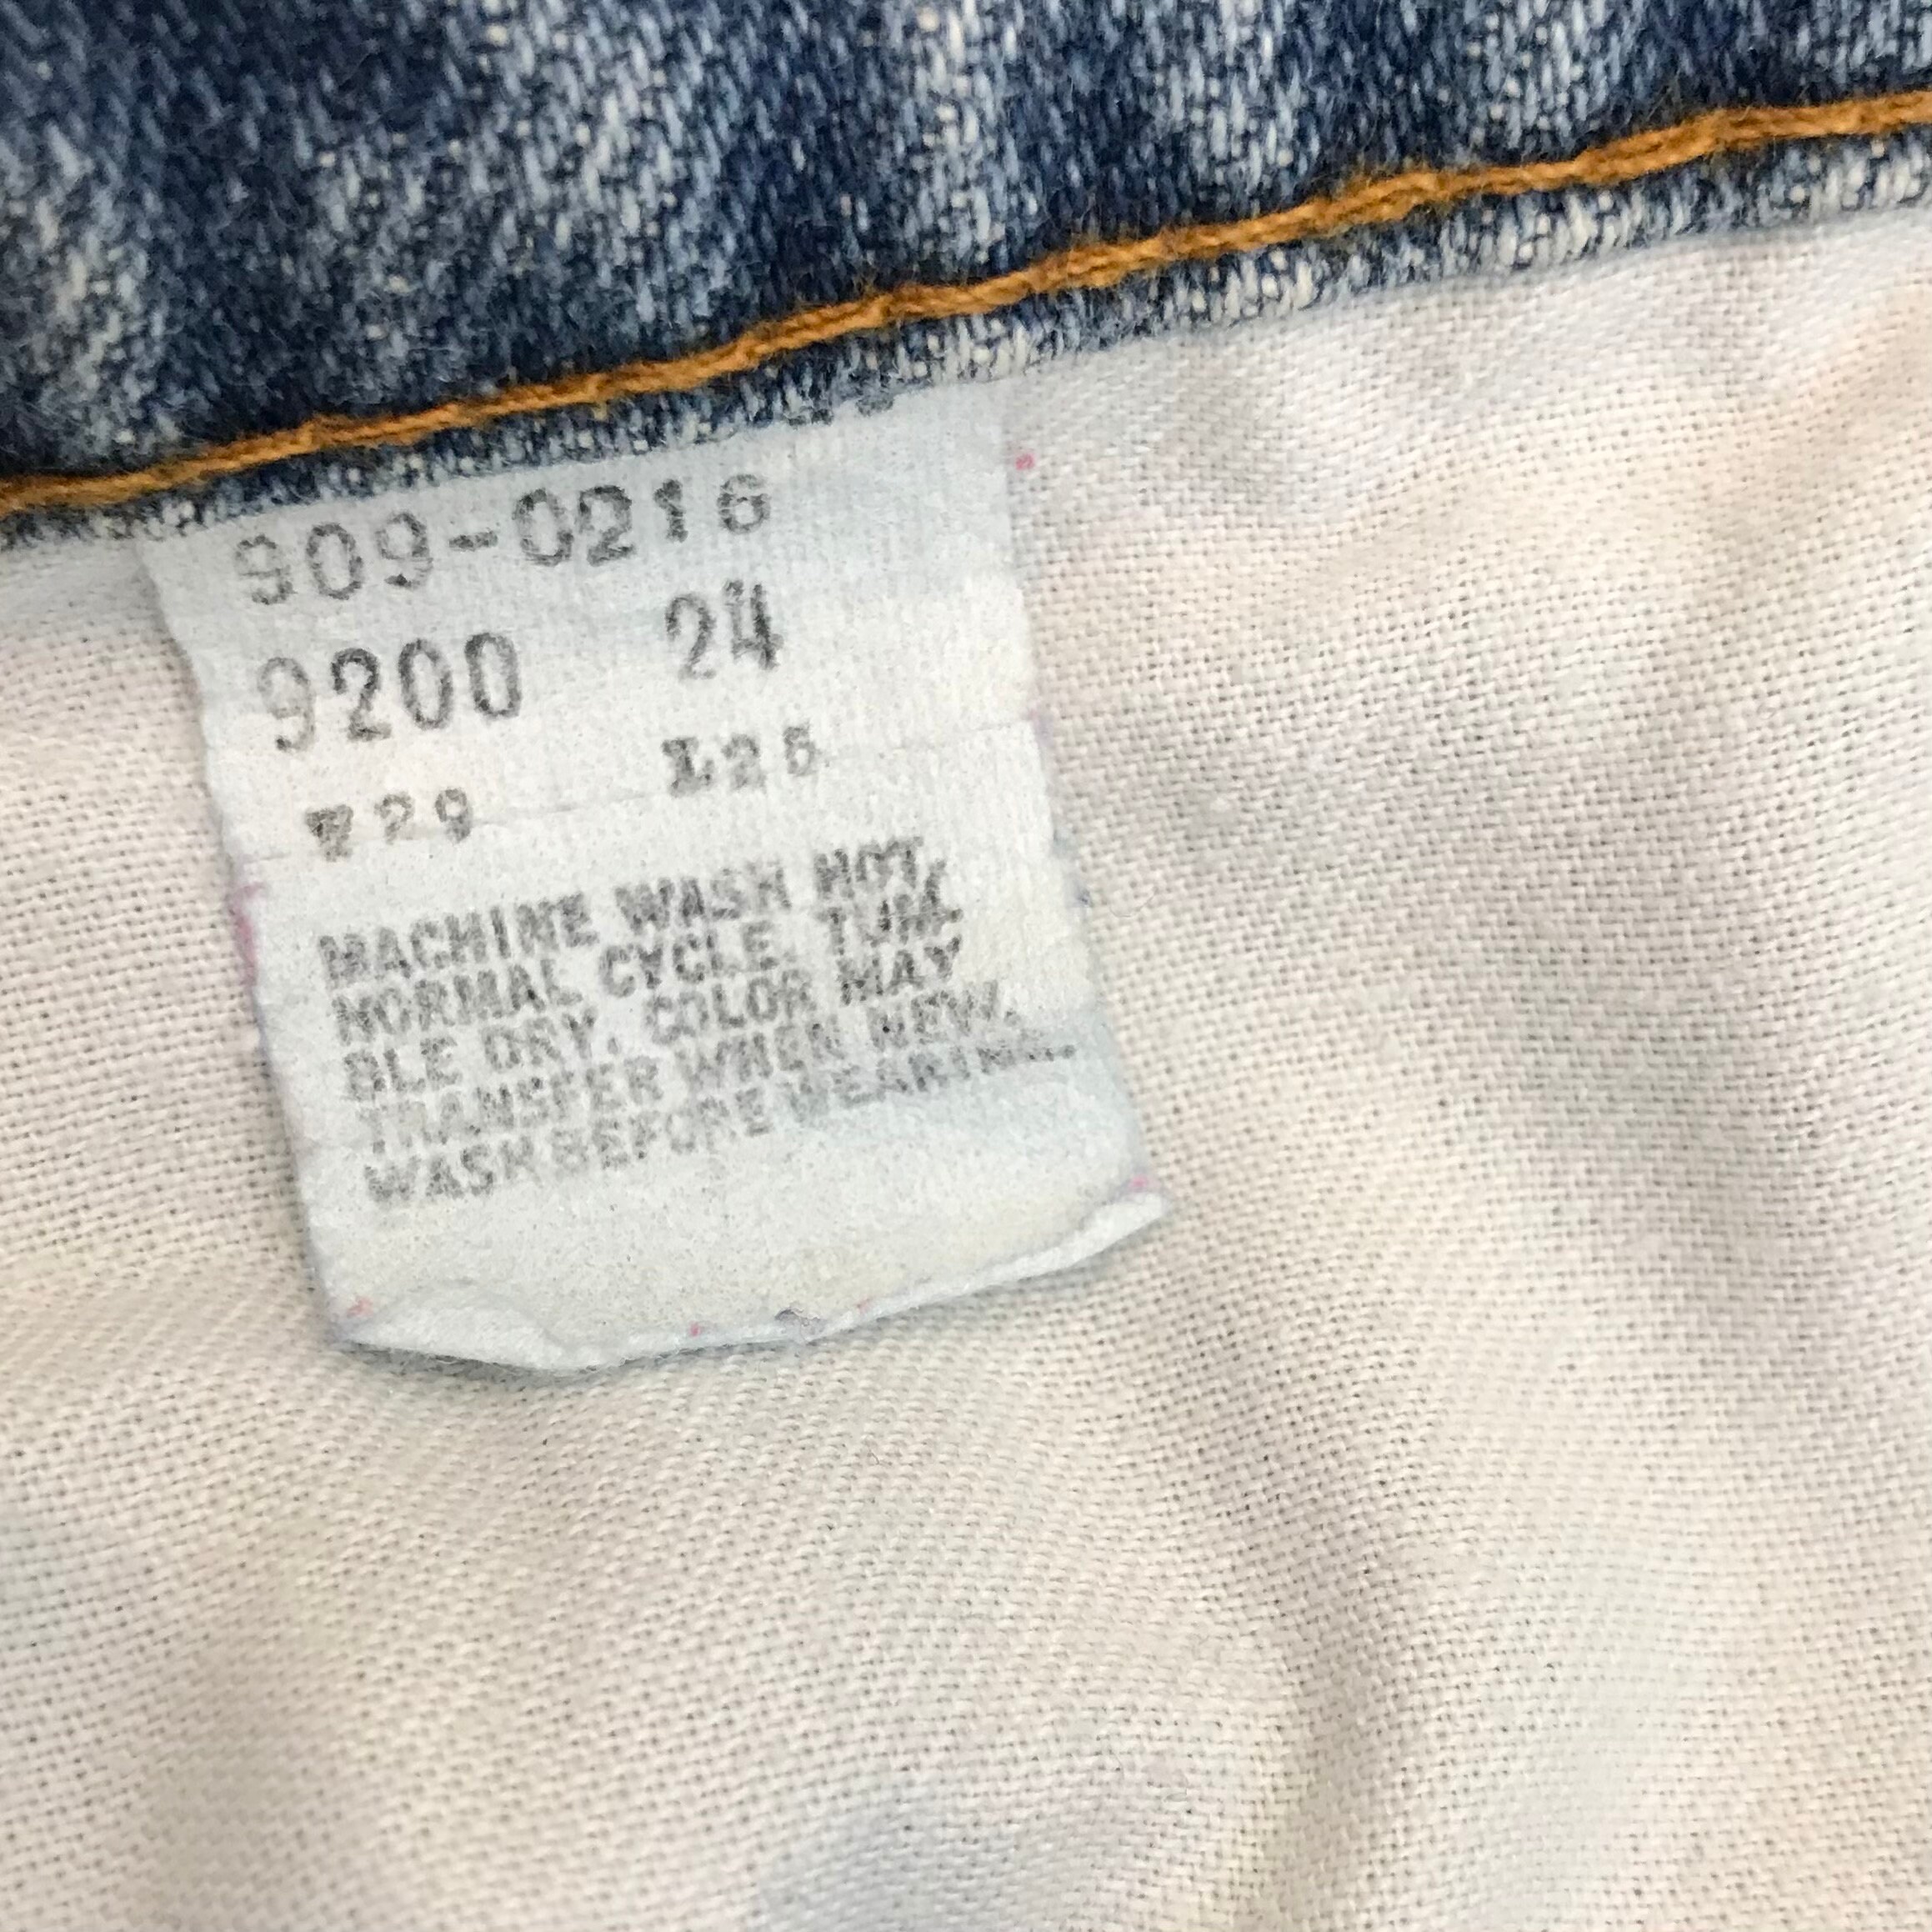 909-0216
9200 24
W29 L25
MACHINE WASH HOT,
NORMAL CYCLE. TUM-
BLE DRY. COLOR MAY
TRANSFER WHEN NEW.
WASH BEFORE WEARING.